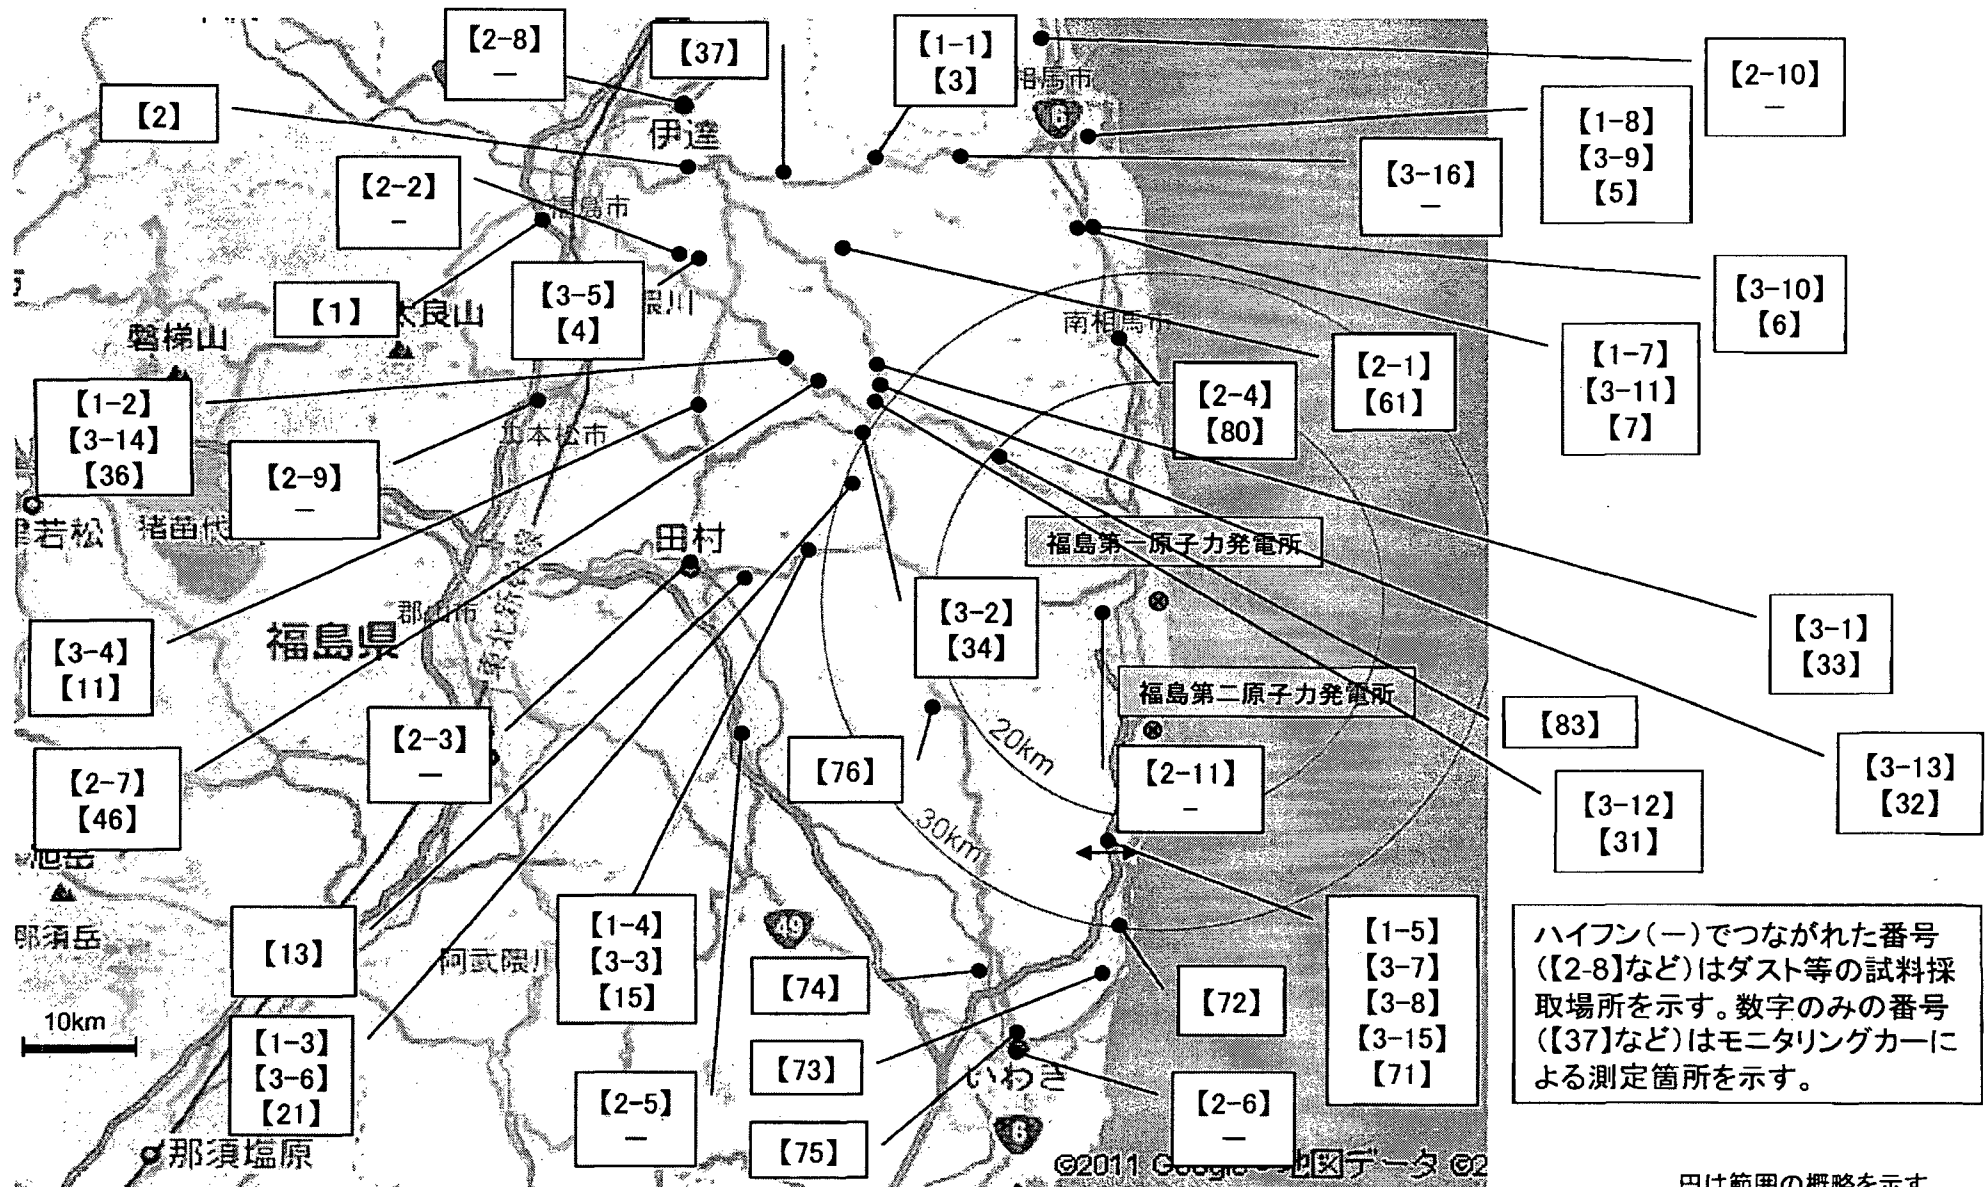 【2-8】
―
【37】
【1-1】
【3】
相馬市
6
【2-10】
―
【2】
伊達
【1-8】
【3-9】
【5】
【2-2】
―
福島市
【3-16】
―
【1】
【3-5】
【4】
隈川
安良山
磐梯山
南相馬市
【3-10】
【6】
【1-7】
【3-11】
【7】
【2-1】
【61】
【2-4】
【80】
【1-2】
【3-14】
【36】
【2-9】
―
二本松市
若松
猪苗代
田村
福島第一原子力発電所
郡山市
福島県
【3-4】
【11】
【3-2】
【34】
【3-1】
【33】
福島第二原子力発電所
【2-3】
―
【83】
【2-7】
【46】
【76】
20km
【2-11】
―
【3-13】
【32】
【3-12】
【31】
30km
那須岳
【13】
阿武隈川
【1-4】
【3-3】
【15】
49
【74】
【72】
【1-5】
【3-7】
【3-8】
【3-15】
【71】
ハイフン(ー)でつながれた番号
(【2-8】など)はダスト等の試料採
取場所を示す。数字のみの番号
(【37】など)はモニタリングカーに
よる測定箇所を示す。
10km
【1-3】
【3-6】
【21】
【73】
いわき
【2-5】
―
【2-6】
―
【75】
6
那須塩原
©2011 Google - 地図データ ©2
円は範囲の概略を示す